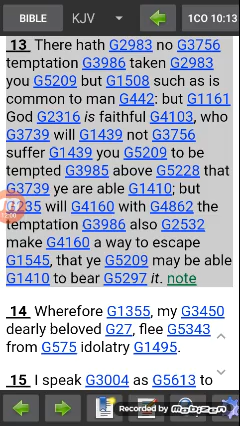 BIBLE KJV 1CO 10:13
13 There hath G2983 no G3756
temptation G3986 taken G2983
you G5209 but G1508 such as is
common to man G442: but G1161
God G2316 is faithful G4103, who
G3739 will G1439 not G3756
suffer G1439 you G5209 to be
tempted G3985 above G5228 that
G3739 ye are able G1410; but
G235 will G4160 with G4862 the
temptation G3986 also G2532
make G4160 a way to escape
G1545, that ye G5209 may be able
G1410 to bear G5297 it. note
14 Wherefore G1355, my G3450
dearly beloved G27, flee G5343
from G575 idolatry G1495.
15 I speak G3004 as G5613 to
Recorded by mobizen